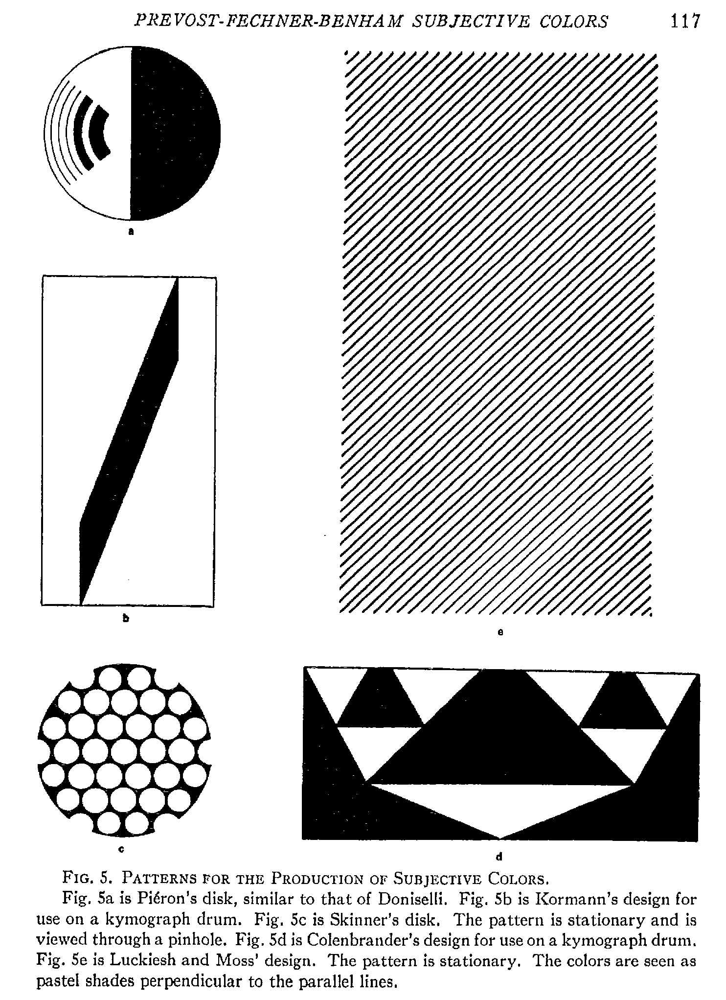 PREVOST-FECHNER-BENHAM SUBJECTIVE COLORS 117
a
b
e
c
d
FIG. 5. PATTERNS FOR THE PRODUCTION OF SUBJECTIVE COLORS.
Fig. 5a is Piéron's disk, similar to that of Doniselli. Fig. 5b is Kormann's design for
use on a kymograph drum. Fig. 5c is Skinner's disk. The pattern is stationary and is
viewed through a pinhole. Fig. 5d is Colenbrander's design for use on a kymograph drum.
Fig. 5e is Luckiesh and Moss' design. The pattern is stationary. The colors are seen as
pastel shades perpendicular to the parallel lines.